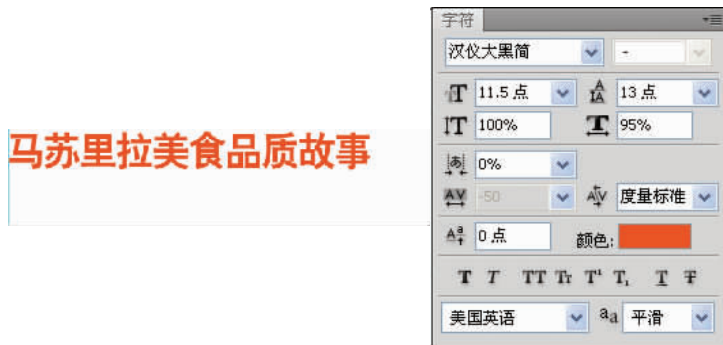 马苏里拉美食品质故事
字符
汉仪大黑简 -
11.5 点 13 点
100% 95%
0%
-50 度量标准
0 点 颜色:
T T TT Tr T¹ T, T T
美国英语 aa 平滑